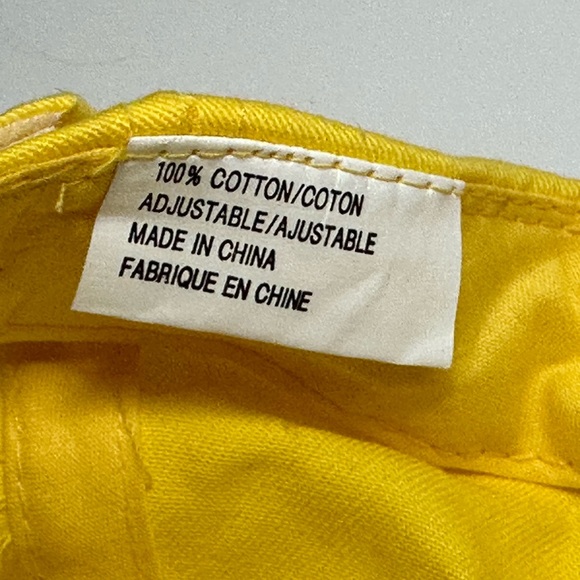 100% COTTON/COTON
ADJUSTABLE/AJUSTABLE
MADE IN CHINA
FABRIQUE EN CHINE